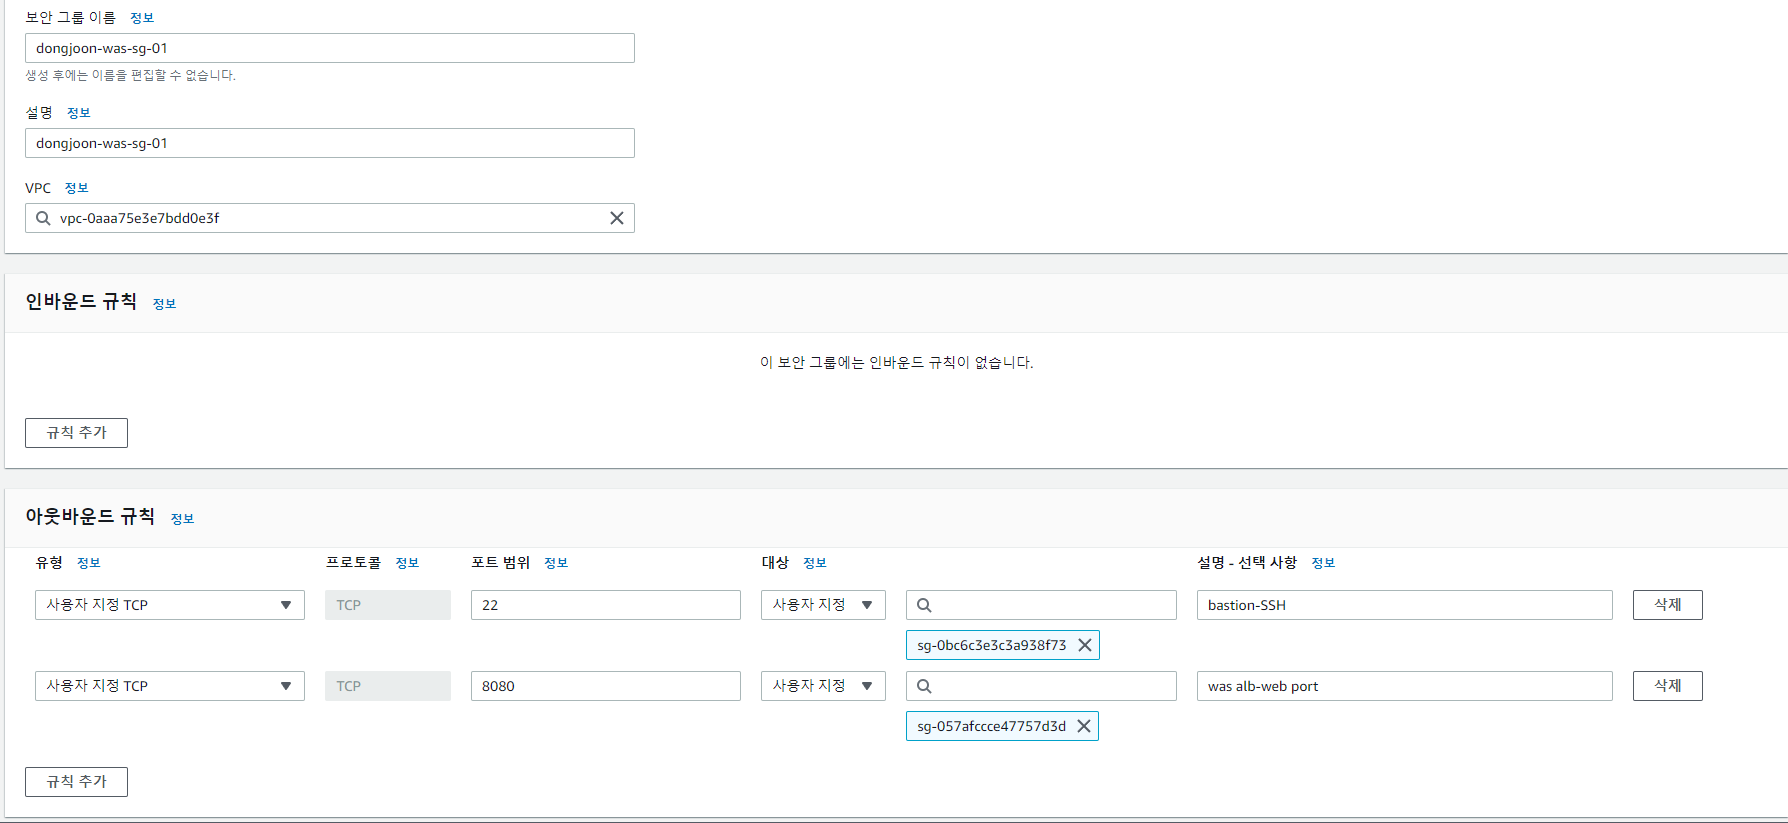 보안 그룹 이름 정보
dongjoon-was-sg-01
생성 후에는 이름을 편집할 수 없습니다.
설명 정보
dongjoon-was-sg-01
VPC 정보
vpc-0aaa75e3e7bdd0e3f
인바운드 규칙 정보
이 보안 그룹에는 인바운드 규칙이 없습니다.
규칙 추가
아웃바운드 규칙 정보
유형 정보 프로토콜 정보 포트 범위 정보 대상 정보 설명 - 선택 사항 정보
사용자 지정 TCP TCP 22 사용자 지정 bastion-SSH 삭제
sg-0bc6c3e3c3a938f73
사용자 지정 TCP TCP 8080 사용자 지정 was alb-web port 삭제
sg-057afccce47757d3d
규칙 추가